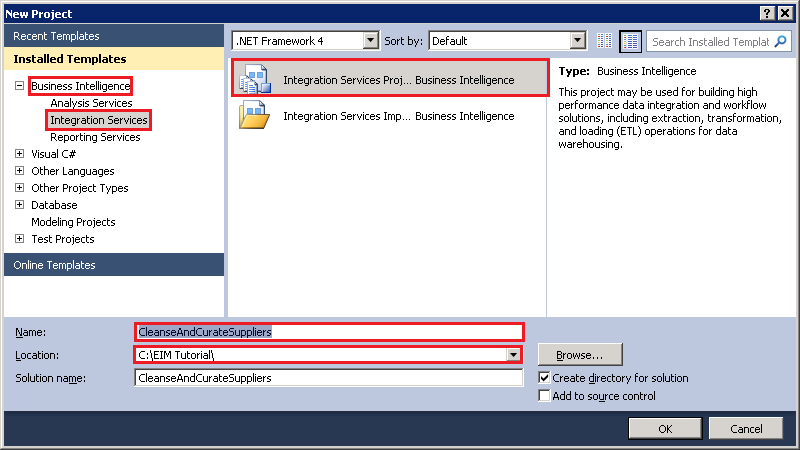 New Project
Recent Templates
Installed Templates
Business Intelligence
Analysis Services
Integration Services
Reporting Services
Visual C#
Other Languages
Other Project Types
Database
Modeling Projects
Test Projects
Online Templates
.NET Framework 4 Sort by: Default Search Installed Templat
Integration Services Proj... Business Intelligence
Integration Services Imp... Business Intelligence
Type: Business Intelligence
This project may be used for building high
performance data integration and workflow
solutions, including extraction, transformation,
and loading (ETL) operations for data
warehousing.
Name: CleanseAndCurateSuppliers
Location: C:\EIM Tutorial\ Browse...
Solution name: CleanseAndCurateSuppliers
Create directory for solution
Add to source control
OK Cancel